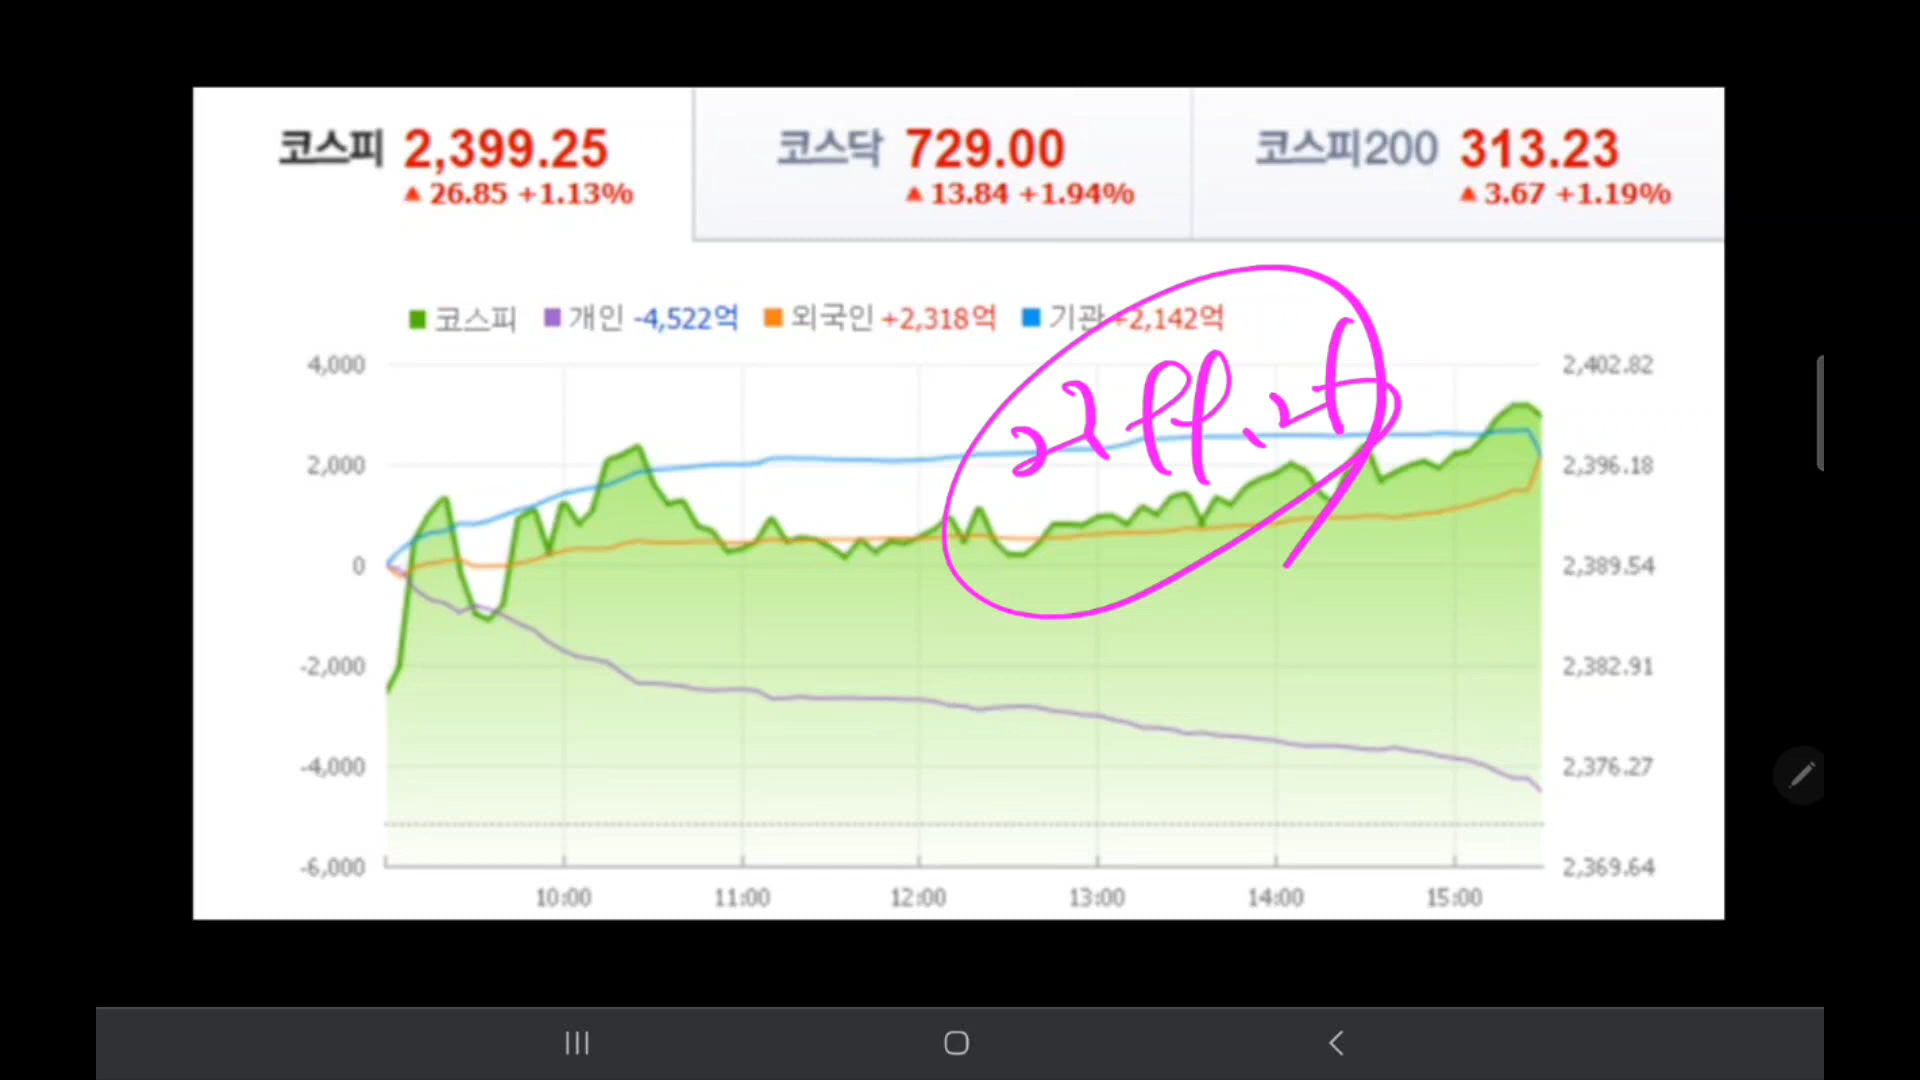 코스피 2,399.25
▲ 26.85 +1.13%
코스닥 729.00
▲ 13.84 +1.94%
코스피200 313.23
▲ 3.67 +1.19%
코스피 개인 -4,522억 외국인 +2,318억 기관 +2,142억
4,000 2,402.82
2,000 2,396.18
0 2,389.54
-2,000 2,382.91
-4,000 2,376.27
-6,000 2,369.64
10:00 11:00 12:00 13:00 14:00 15:00